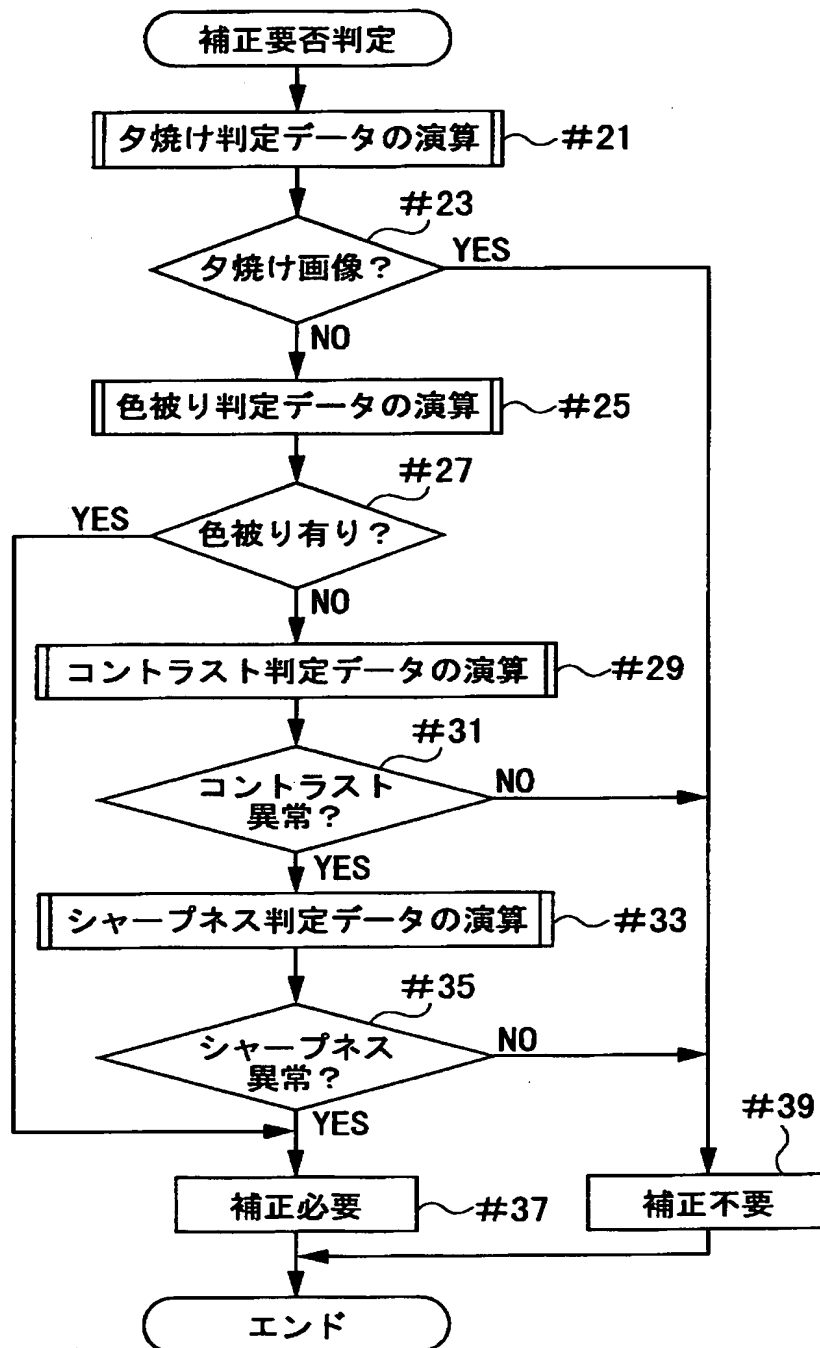 補正要否判定
夕焼け判定データの演算
#21
#23
夕焼け画像?
YES
NO
色被り判定データの演算
#25
#27
YES
色被り有り?
NO
コントラスト判定データの演算
#29
#31
コントラスト
異常?
NO
YES
シャープネス判定データの演算
#33
#35
シャープネス
異常?
NO
YES
#39
補正必要
#37
補正不要
エンド